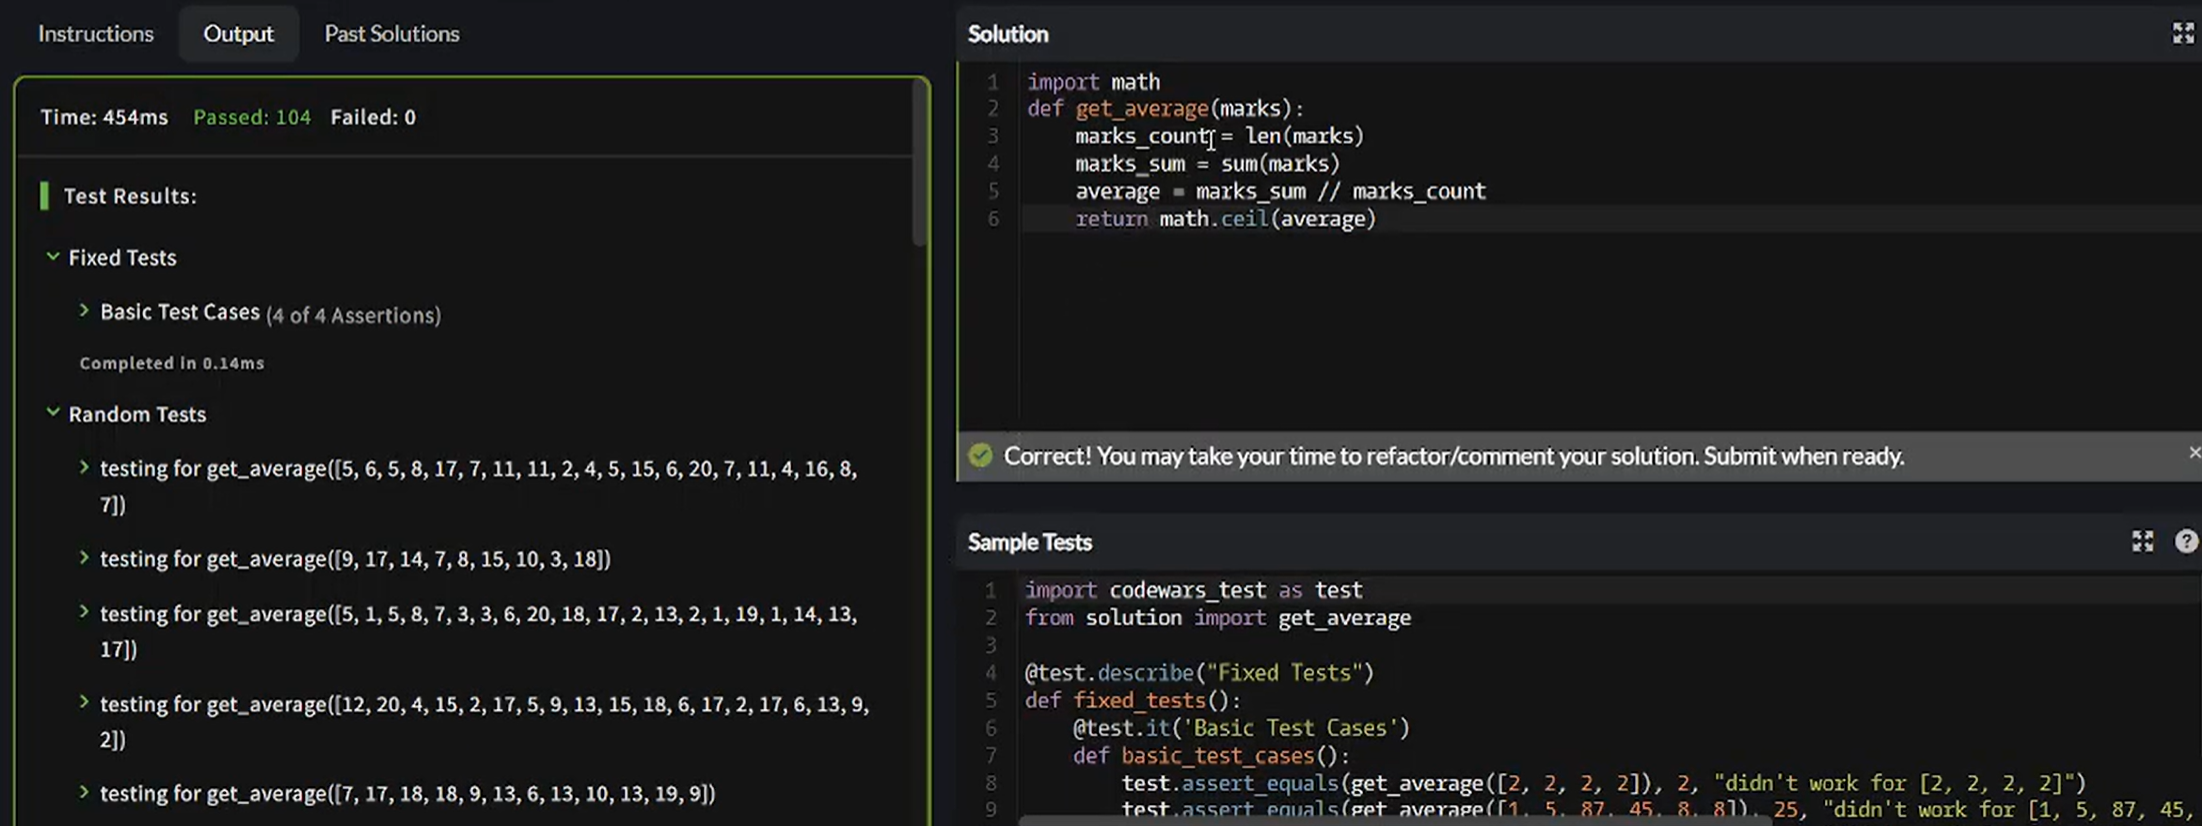 Instructions Output Past Solutions
Time: 454ms Passed: 104 Failed: 0
Test Results:
Fixed Tests
Basic Test Cases (4 of 4 Assertions)
Completed in 0.14ms
Random Tests
testing for get_average([5, 6, 5, 8, 17, 7, 11, 11, 2, 4, 5, 15, 6, 20, 7, 11, 4, 16, 8,
7])
testing for get_average([9, 17, 14, 7, 8, 15, 10, 3, 18])
testing for get_average([5, 1, 5, 8, 7, 3, 3, 6, 20, 18, 17, 2, 13, 2, 1, 19, 1, 14, 13,
17])
testing for get_average([12, 20, 4, 15, 2, 17, 5, 9, 13, 15, 18, 6, 17, 2, 17, 6, 13, 9,
2])
testing for get_average([7, 17, 18, 18, 9, 13, 6, 13, 10, 13, 19, 9])
Solution
1 import math
2 def get_average(marks):
3 marks_count = len(marks)
4 marks_sum = sum(marks)
5 average = marks_sum // marks_count
6 return math.ceil(average)
Correct! You may take your time to refactor/comment your solution. Submit when ready.
Sample Tests
1 import codewars_test as test
2 from solution import get_average
3
4 @test.describe("Fixed Tests")
5 def fixed_tests():
6 @test.it('Basic Test Cases')
7 def basic_test_cases():
8 test.assert_equals(get_average([2, 2, 2, 2]), 2, "didn't work for [2, 2, 2, 2]")
9 test.assert_equals(get_average([1, 5, 87, 45, 8, 8]), 25, "didn't work for [1, 5, 87, 45,